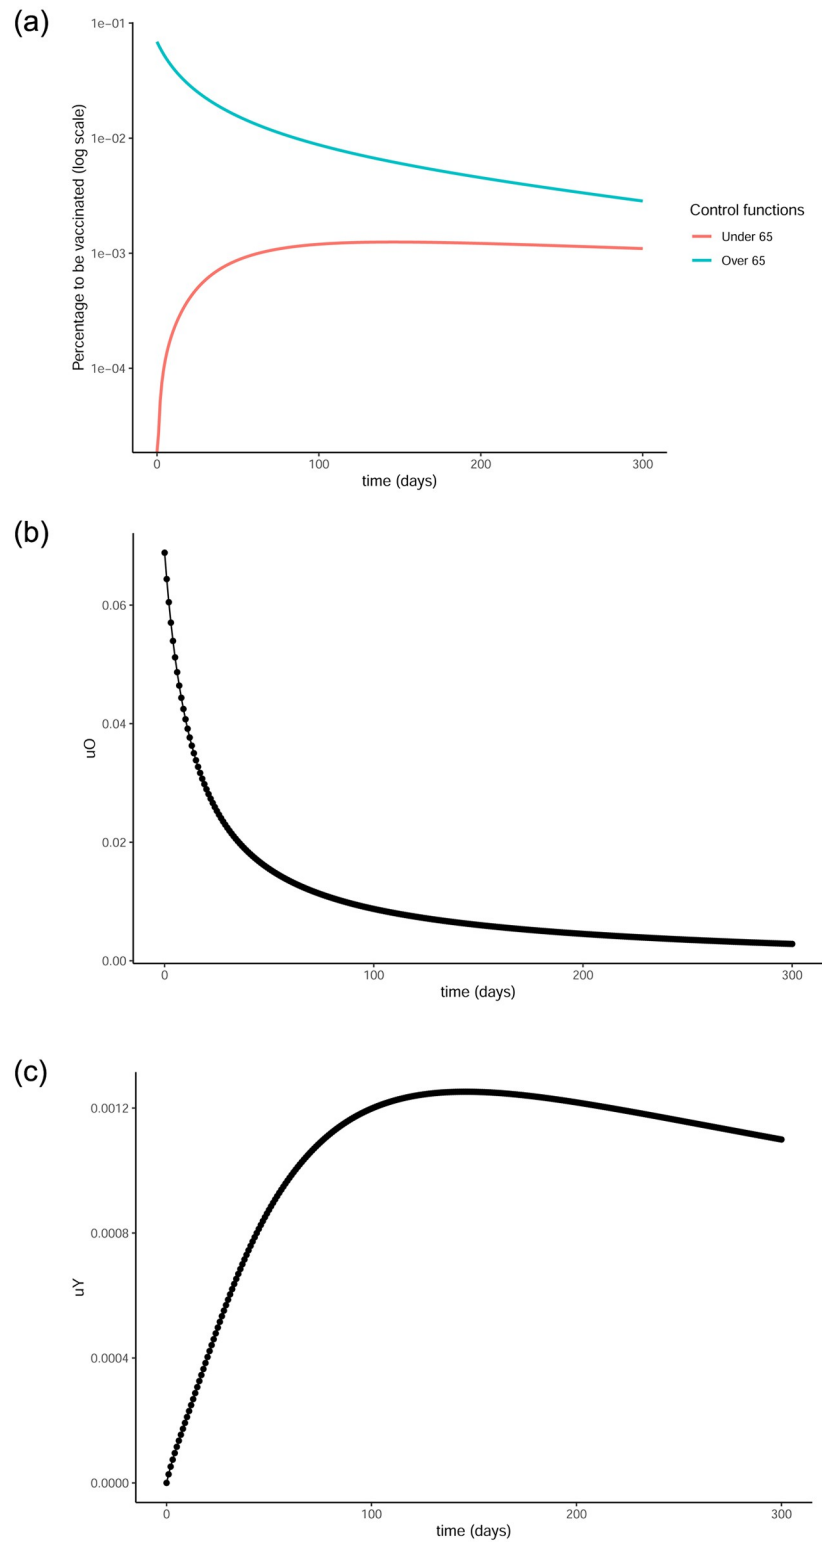 (a)
1e−01
1e−02
1e−03
1e−04
Percentage to be vaccinated (log scale)
0 100 200 300
time (days)
Control functions
Under 65
Over 65
(b)
0.06
0.04
0.02
0.00
uO
0 100 200 300
time (days)
(c)
0.0012
0.0008
0.0004
0.0000
uY
0 100 200 300
time (days)